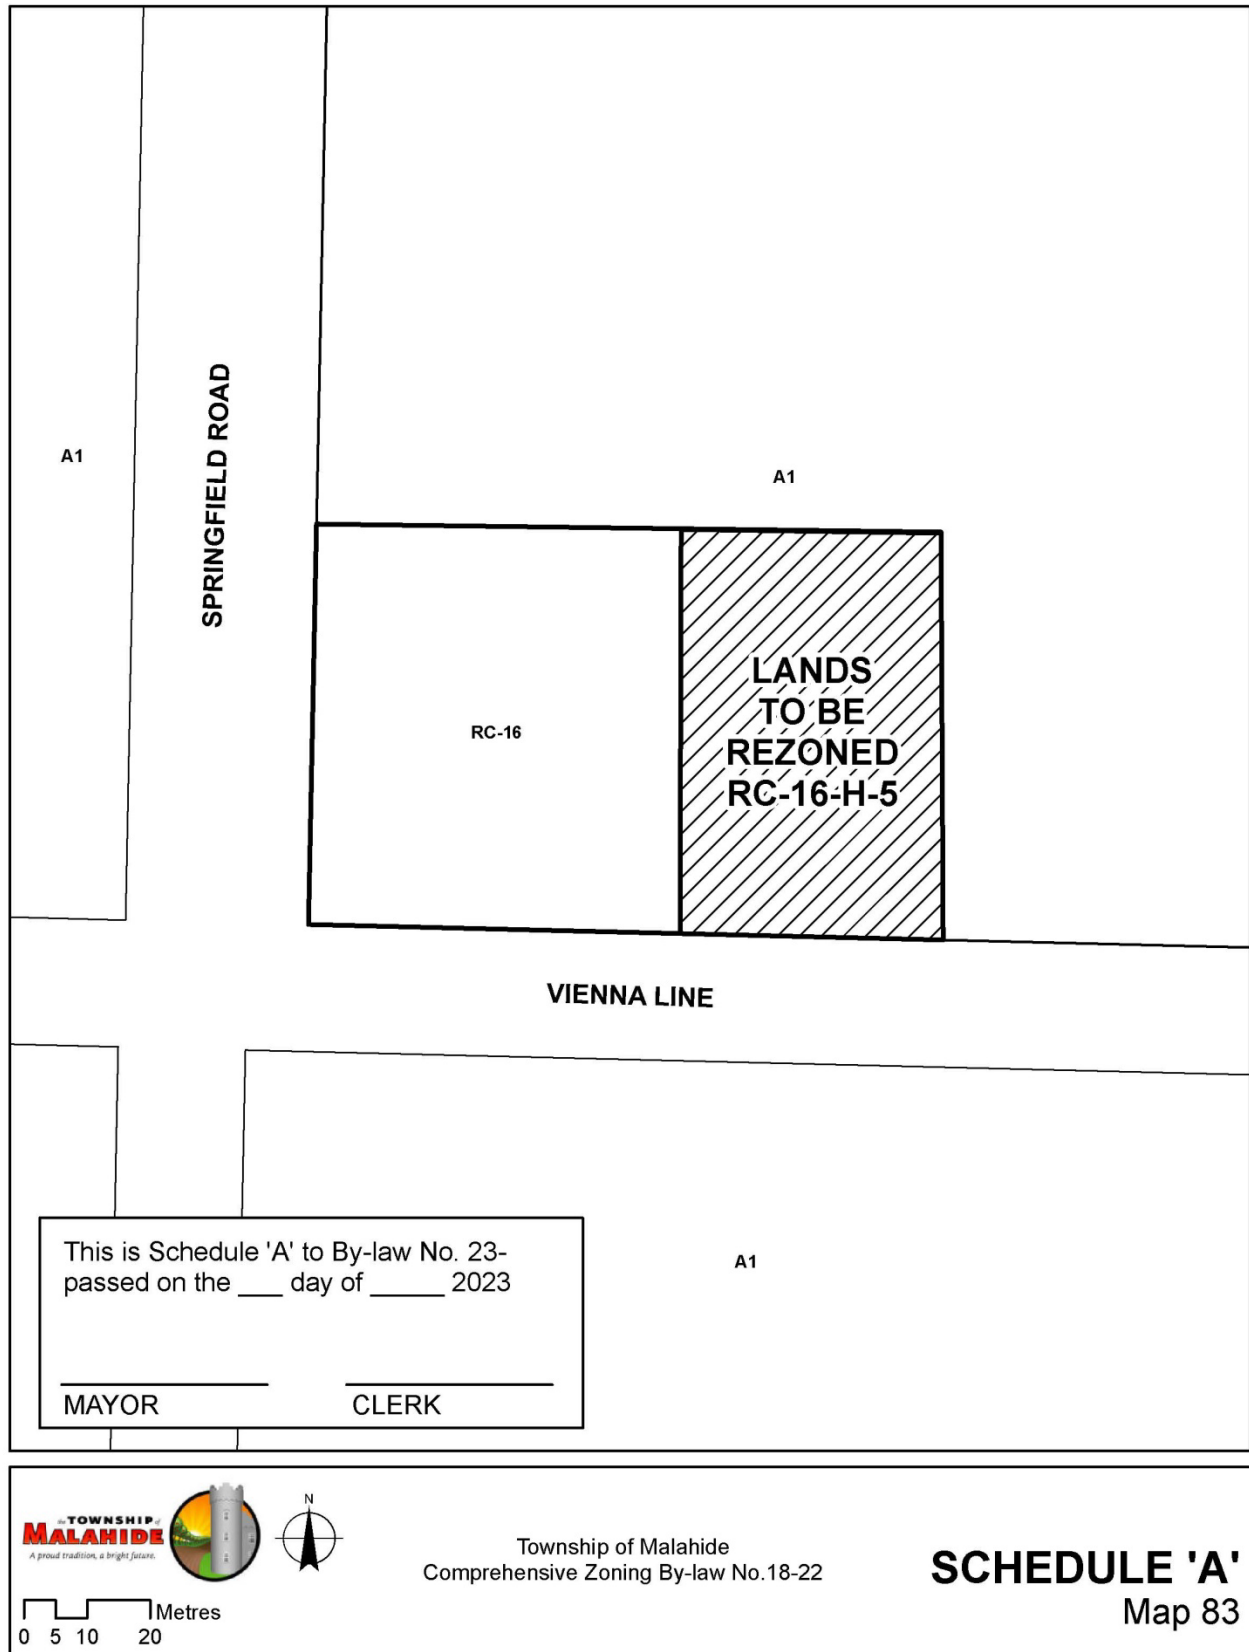 SPRINGFIELD ROAD
A1
A1
RC-16
LANDS
TO BE
REZONED
RC-16-H-5
VIENNA LINE
This is Schedule 'A' to By-law No. 23-
passed on the ___ day of _____ 2023
MAYOR
CLERK
A1
the TOWNSHIP of
MALAHIDE
A proud tradition, a bright future.
N
Metres
0 5 10 20
Township of Malahide
Comprehensive Zoning By-law No.18-22
SCHEDULE 'A'
Map 83